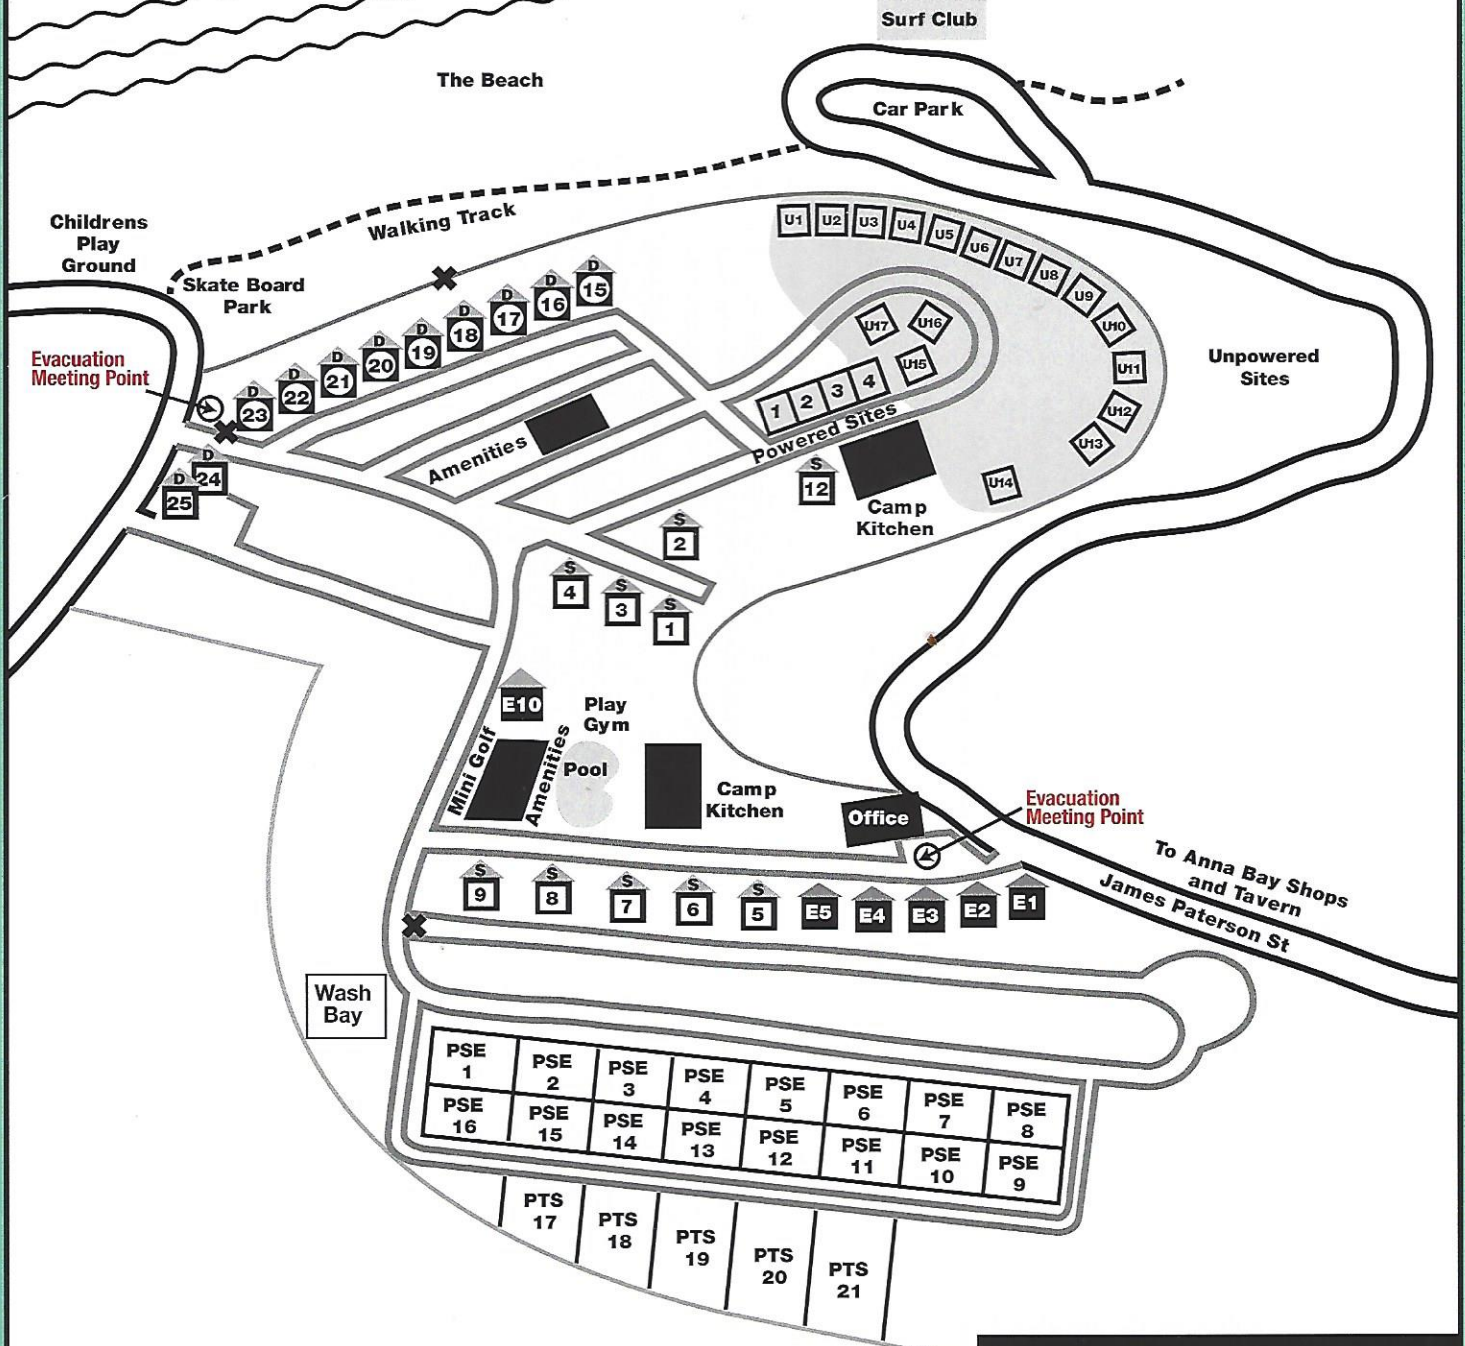 Surf Club
The Beach
Car Park
Walking Track
Childrens
Play
Ground
Skate Board
Park
Evacuation
Meeting Point
U1
U2
U3
U4
U5
U6
U7
U8
U9
U10
U11
U12
U13
U14
U15
U16
U17
Unpowered
Sites
D
15
D
16
D
17
D
18
D
19
D
20
D
21
D
22
D
23
D
24
D
25
1
2
3
4
Powered Sites
Amenities
S
12
Camp
Kitchen
S
2
S
4
S
3
S
1
E10
Play
Gym
Mini Golf
Amenities
Pool
Camp
Kitchen
Office
Evacuation
Meeting Point
To Anna Bay Shops
and Tavern
James Paterson St
S
9
S
8
S
7
S
6
S
5
E5
E4
E3
E2
E1
Wash
Bay
PSE
1
PSE
2
PSE
3
PSE
4
PSE
5
PSE
6
PSE
7
PSE
8
PSE
16
PSE
15
PSE
14
PSE
13
PSE
12
PSE
11
PSE
10
PSE
9
PTS
17
PTS
18
PTS
19
PTS
20
PTS
21